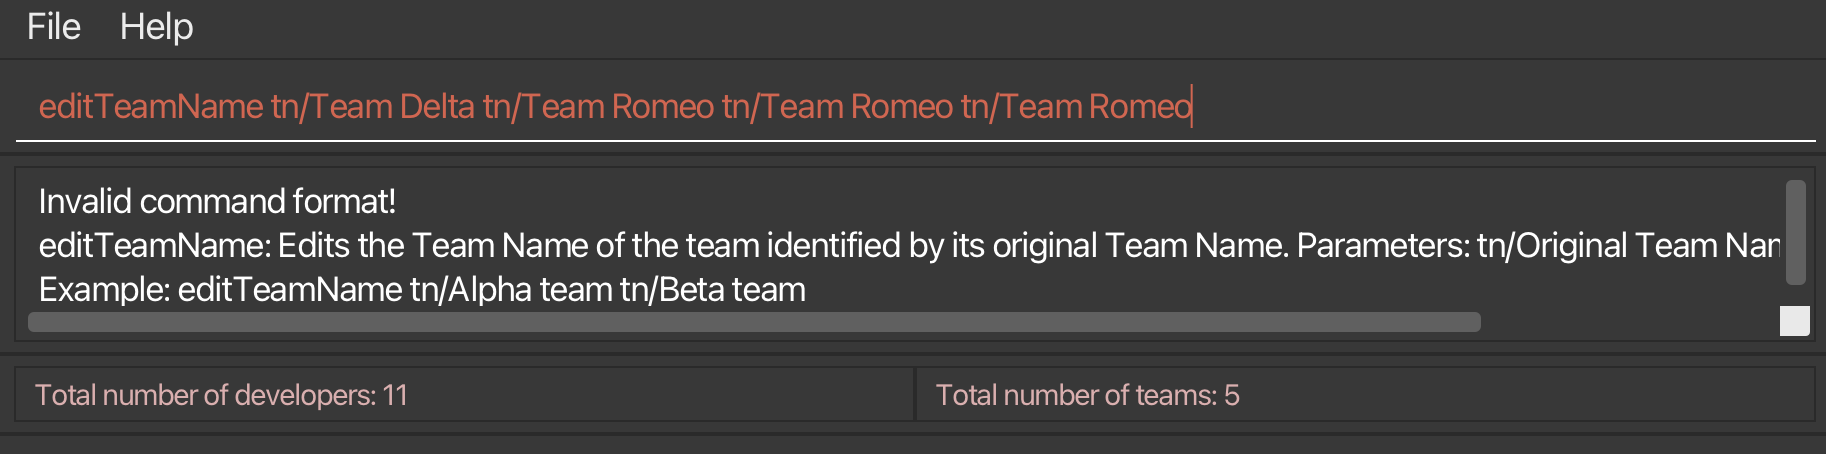 File Help
editTeamName tn/Team Delta tn/Team Romeo tn/Team Romeo tn/Team Romeo
Invalid command format!
editTeamName: Edits the Team Name of the team identified by its original Team Name. Parameters: tn/Original Team
Example: editTeamName tn/Alpha team tn/Beta team
Total number of developers: 11
Total number of teams: 5